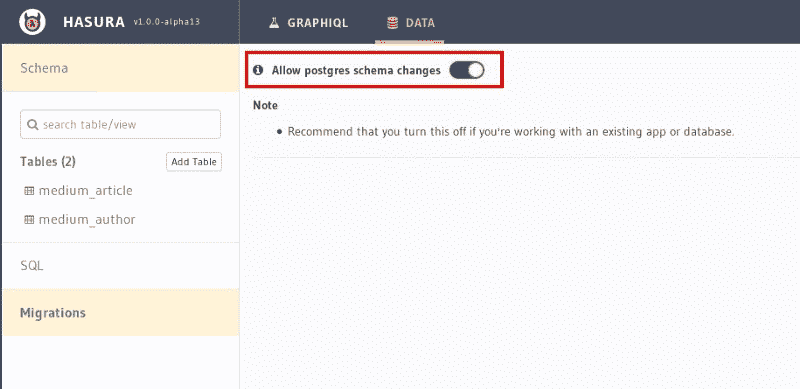 HASURA v1.0.0-alpha13
GRAPHIQL
DATA
Schema
search table/view
Tables (2)
Add Table
medium_article
medium_author
SQL
Migrations
Allow postgres schema changes
Note
Recommend that you turn this off if you're working with an existing app or database.